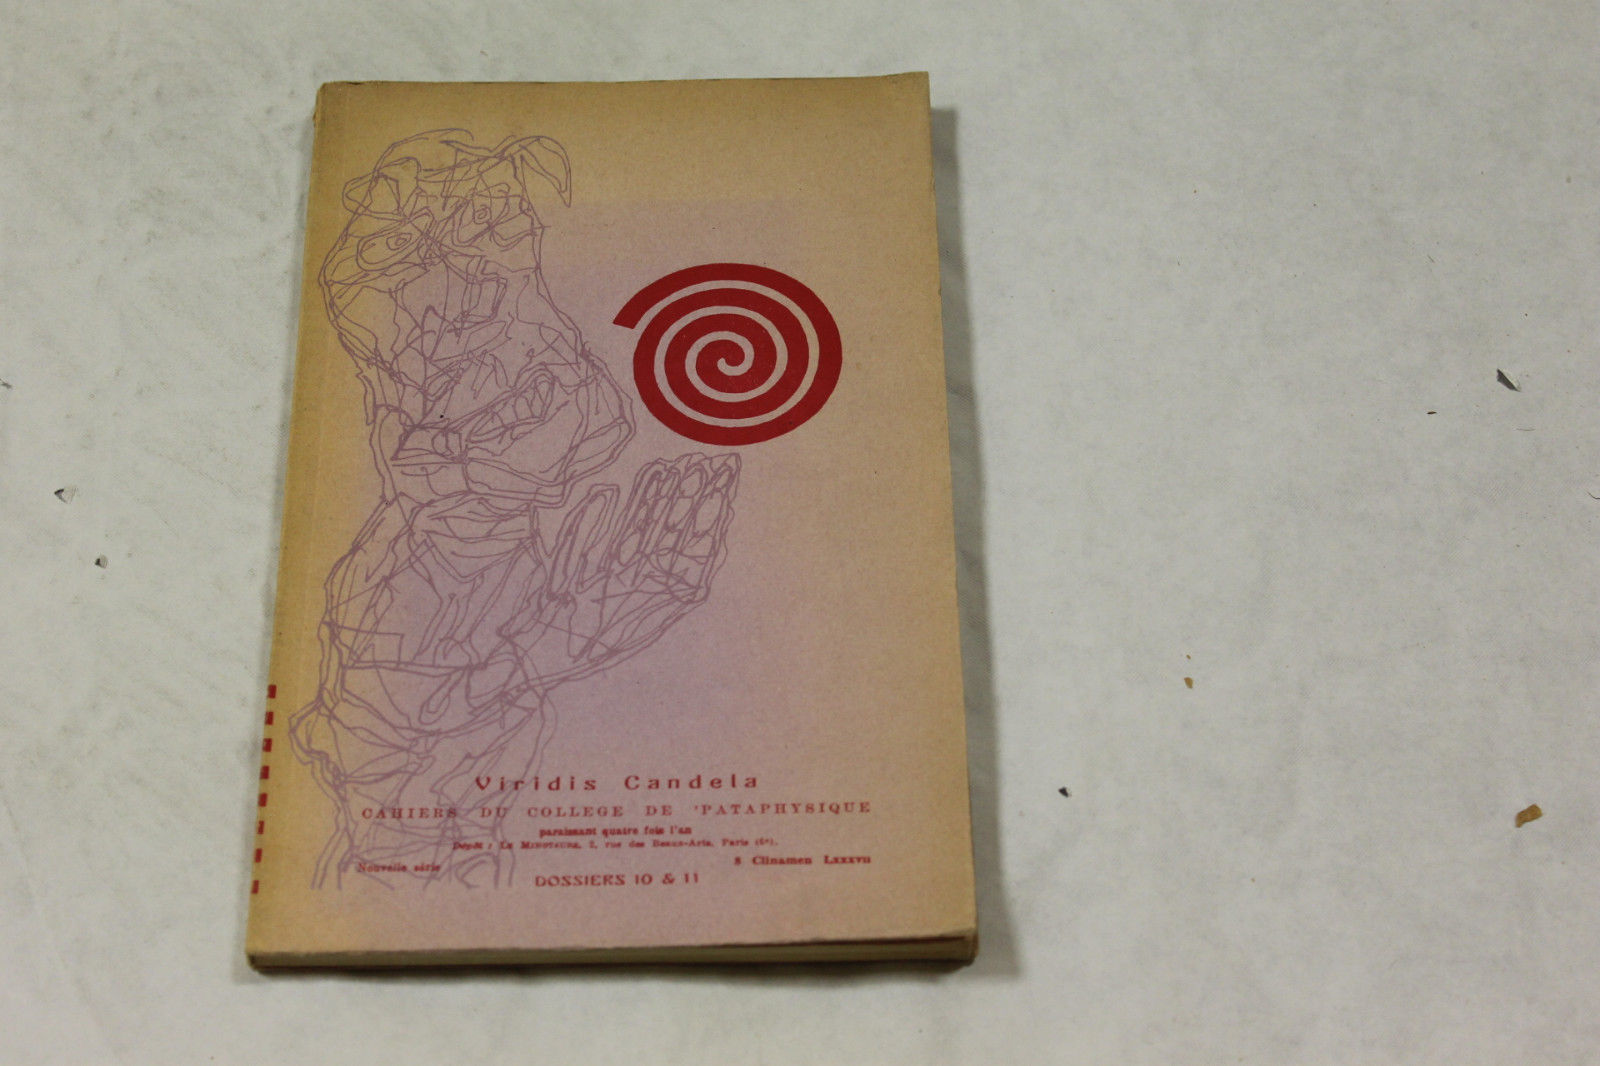 Viridis Candela
CAHIERS DU COLLEGE DE 'PATAPHYSIQUE
paraissant quatre fois l'an
Dépôt : LE MINOTAURE, 2, rue des Beaux-Arts, Paris (6e).
Nouvelle série 8 Clinamen LXXXVII
DOSSIERS 10 & 11